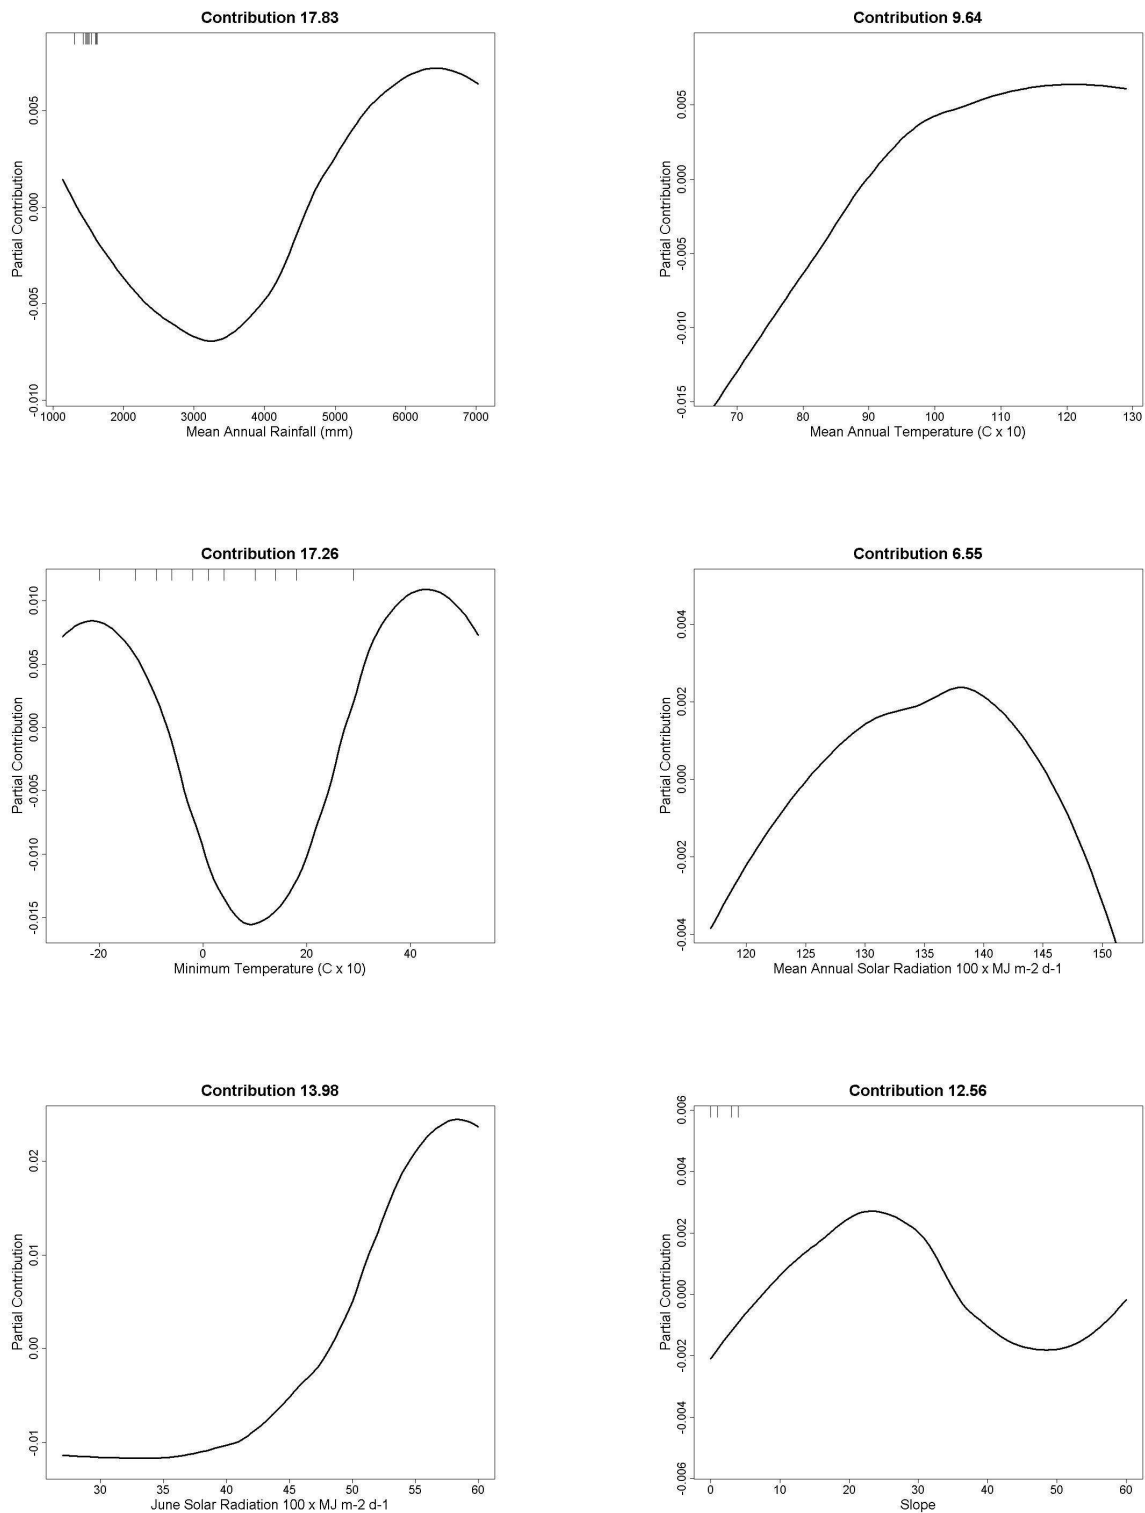 Contribution 17.83
Partial Contribution
-0.010 -0.005 0.000 0.005
1000 2000 3000 4000 5000 6000 7000
Mean Annual Rainfall (mm)
Contribution 9.64
Partial Contribution
-0.015 -0.010 -0.005 0.000 0.005
70 80 90 100 110 120 130
Mean Annual Temperature (C x 10)
Contribution 17.26
Partial Contribution
-0.015 -0.010 -0.005 0.000 0.005 0.010
-20 0 20 40
Minimum Temperature (C x 10)
Contribution 6.55
Partial Contribution
-0.004 -0.002 0.000 0.002 0.004
120 125 130 135 140 145 150
Mean Annual Solar Radiation 100 x MJ m-2 d-1
Contribution 13.98
Partial Contribution
-0.01 0.00 0.01 0.02
30 35 40 45 50 55 60
June Solar Radiation 100 x MJ m-2 d-1
Contribution 12.56
Partial Contribution
-0.006 -0.004 -0.002 0.000 0.002 0.004 0.006
0 10 20 30 40 50 60
Slope